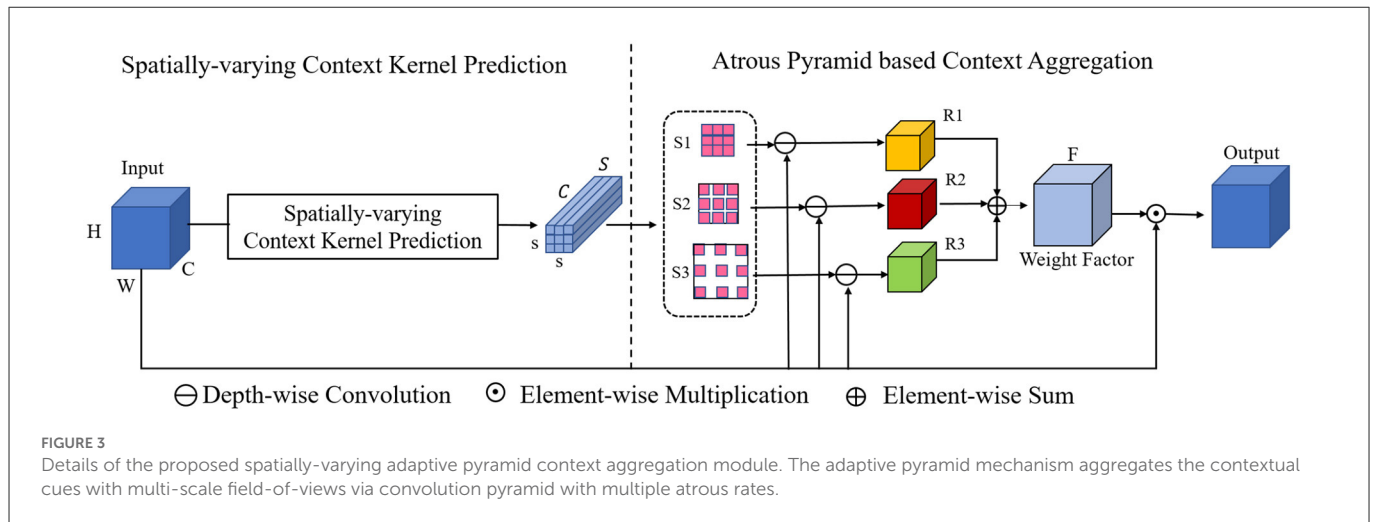 Spatially-varying Context Kernel Prediction
Atrous Pyramid based Context Aggregation
Input
H
W
C
Spatially-varying
Context Kernel Prediction
C
S
s
s
S1
S2
S3
R1
R2
R3
F
Weight Factor
Output
Depth-wise Convolution
Element-wise Multiplication
Element-wise Sum
FIGURE 3
Details of the proposed spatially-varying adaptive pyramid context aggregation module. The adaptive pyramid mechanism aggregates the contextual
cues with multi-scale field-of-views via convolution pyramid with multiple atrous rates.